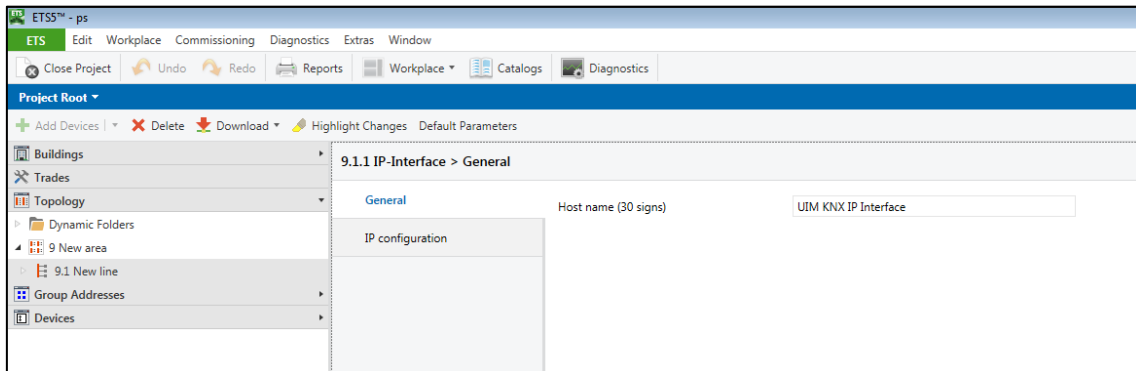 ETS5™ - ps
ETS Edit Workplace Commissioning Diagnostics Extras Window
Close Project Undo Redo Reports Workplace Catalogs Diagnostics
Project Root
Add Devices Delete Download Highlight Changes Default Parameters
Buildings
Trades
Topology
Dynamic Folders
9 New area
9.1 New line
Group Addresses
Devices
9.1.1 IP-Interface > General
General
IP configuration
Host name (30 signs) UIM KNX IP Interface